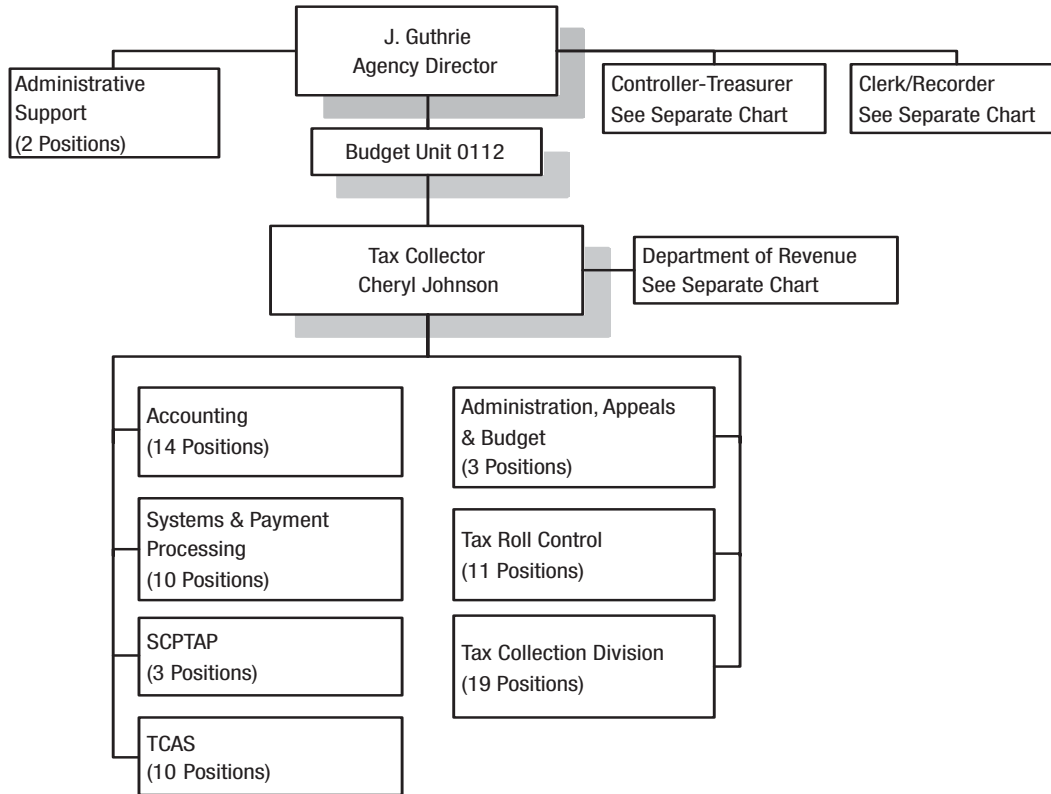 J. Guthrie
Agency Director
Administrative
Support
(2 Positions)
Controller-Treasurer
See Separate Chart
Clerk/Recorder
See Separate Chart
Budget Unit 0112
Tax Collector
Cheryl Johnson
Department of Revenue
See Separate Chart
Accounting
(14 Positions)
Systems & Payment
Processing
(10 Positions)
SCPTAP
(3 Positions)
TCAS
(10 Positions)
Administration, Appeals
& Budget
(3 Positions)
Tax Roll Control
(11 Positions)
Tax Collection Division
(19 Positions)